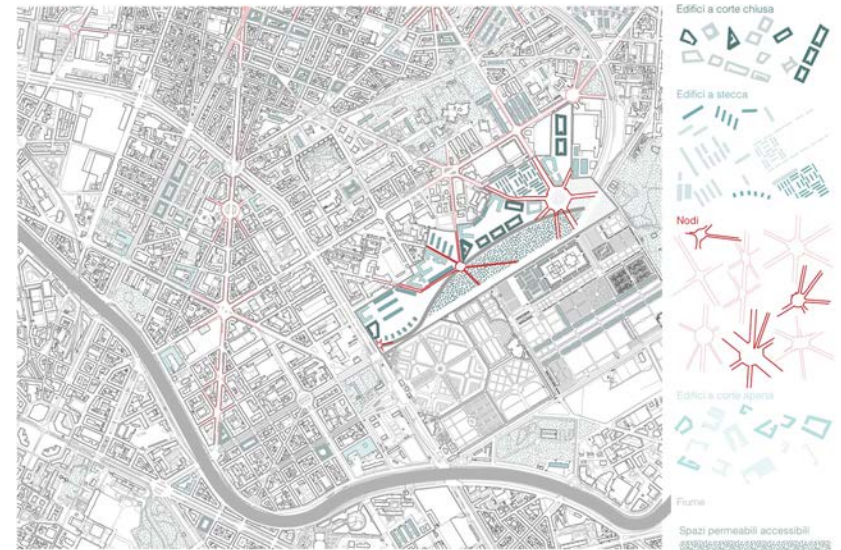 Edifici a corte chiusa
Edifici a stecca
Nodi
Edifici a corte aperta
Fiume
Spazi permeabili accessibili